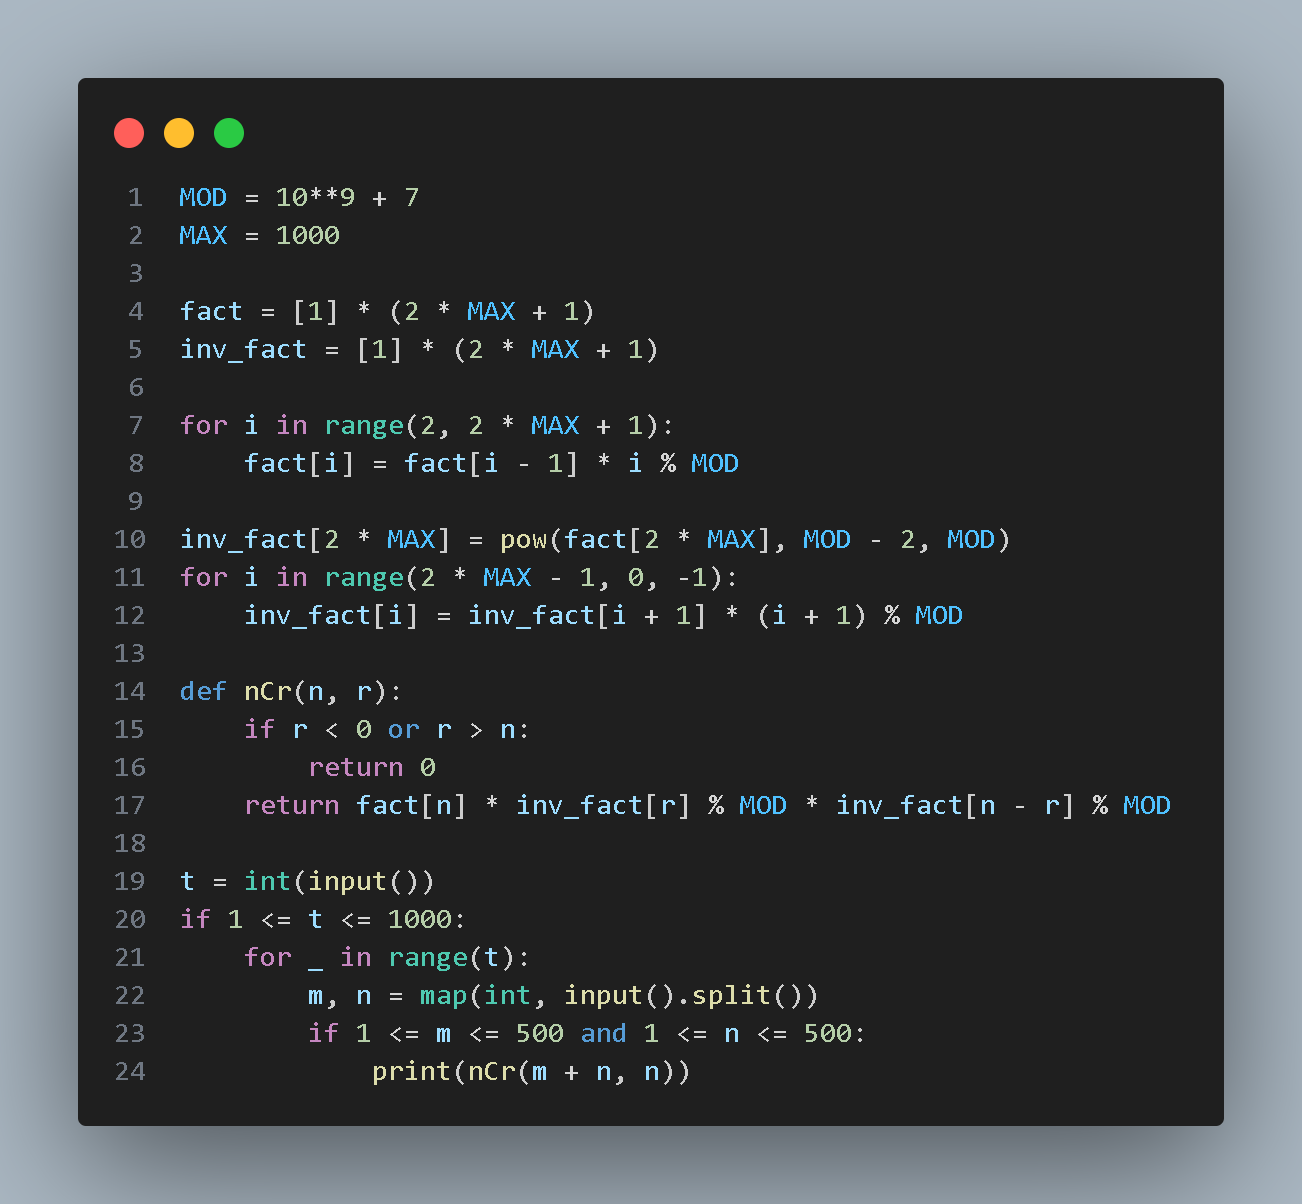 1 MOD = 10**9 + 7
2 MAX = 1000
3
4 fact = [1] * (2 * MAX + 1)
5 inv_fact = [1] * (2 * MAX + 1)
6
7 for i in range(2, 2 * MAX + 1):
8     fact[i] = fact[i - 1] * i % MOD
9
10 inv_fact[2 * MAX] = pow(fact[2 * MAX], MOD - 2, MOD)
11 for i in range(2 * MAX - 1, 0, -1):
12     inv_fact[i] = inv_fact[i + 1] * (i + 1) % MOD
13
14 def nCr(n, r):
15     if r < 0 or r > n:
16         return 0
17     return fact[n] * inv_fact[r] % MOD * inv_fact[n - r] % MOD
18
19 t = int(input())
20 if 1 <= t <= 1000:
21     for _ in range(t):
22         m, n = map(int, input().split())
23         if 1 <= m <= 500 and 1 <= n <= 500:
24             print(nCr(m + n, n))